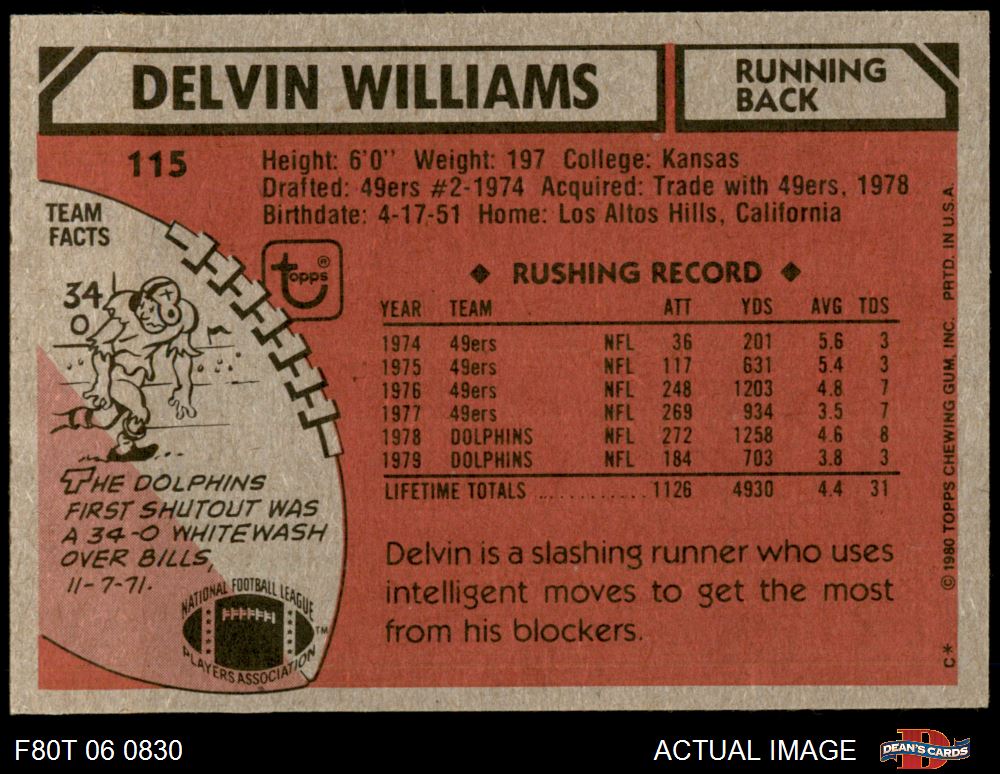 DELVIN WILLIAMS
RUNNING
BACK
115
Height: 6'0" Weight: 197 College: Kansas
Drafted: 49ers #2-1974 Acquired: Trade with 49ers, 1978
Birthdate: 4-17-51 Home: Los Altos Hills, California
TEAM
FACTS
34
0
THE DOLPHINS
FIRST SHUTOUT WAS
A 34-0 WHITEWASH
OVER BILLS,
11-7-71.
NATIONAL FOOTBALL LEAGUE
PLAYERS ASSOCIATION
TM
topps®
◆ RUSHING RECORD ◆
YEAR TEAM ATT YDS AVG TDS
1974 49ers NFL 36 201 5.6 3
1975 49ers NFL 117 631 5.4 3
1976 49ers NFL 248 1203 4.8 7
1977 49ers NFL 269 934 3.5 7
1978 DOLPHINS NFL 272 1258 4.6 8
1979 DOLPHINS NFL 184 703 3.8 3
LIFETIME TOTALS ........... 1126 4930 4.4 31
Delvin is a slashing runner who uses
intelligent moves to get the most
from his blockers.
C* ©1980 TOPPS CHEWING GUM, INC. PRTD. IN U.S.A.
F80T 06 0830
ACTUAL IMAGE
DEAN'S CARDS